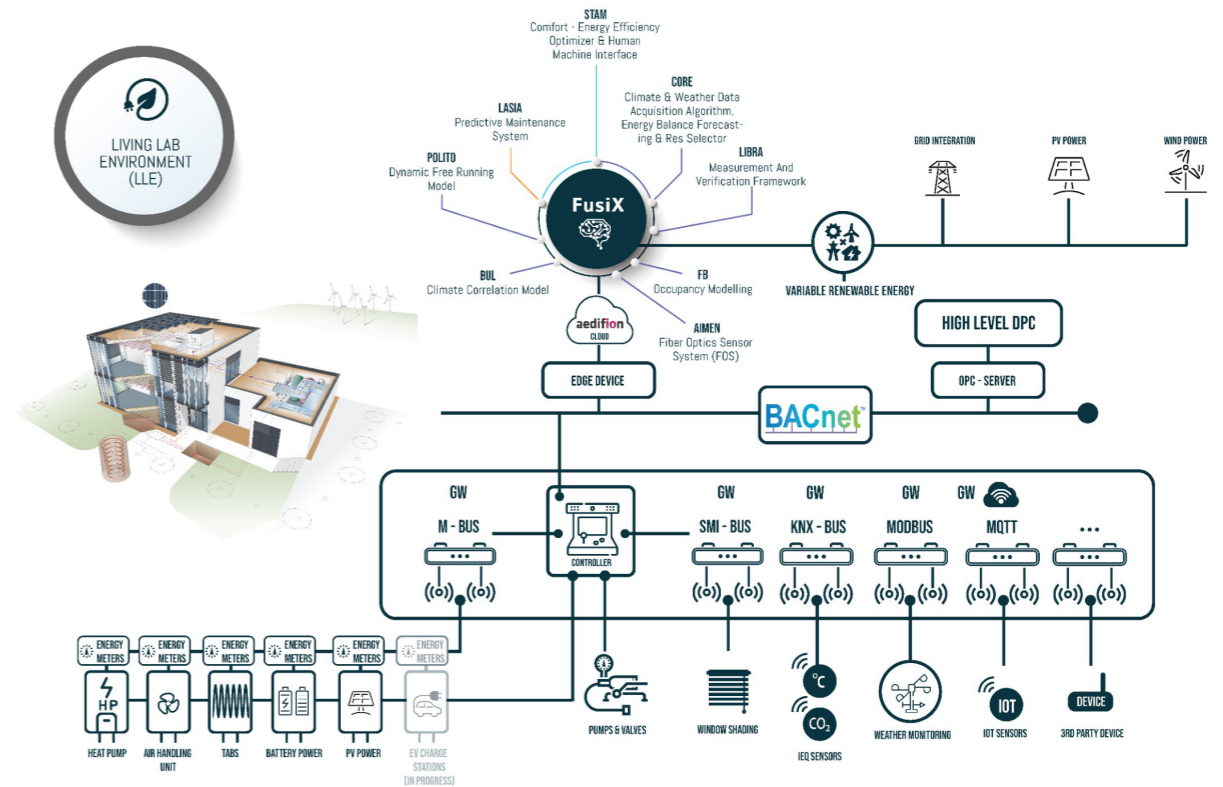 STAM
Comfort - Energy Efficiency
Optimizer & Human
Machine Interface
CORE
Climate & Weather Data
Acquisition Algorithm,
Energy Balance Forecast-
ing & Res Selector
LASIA
Predictive Maintenance
System
POLITO
Dynamic Free Running
Model
LIBRA
Measurement And
Verification Framework
LIVING LAB
ENVIRONMENT
(LLE)
GRID INTEGRATION
PV POWER
WIND POWER
FusiX
BUL
Climate Correlation Model
FB
Occupancy Modelling
VARIABLE RENEWABLE ENERGY
aedifion
CLOUD
AIMEN
Fiber Optics Sensor
System (FOS)
HIGH LEVEL DPC
EDGE DEVICE
OPC - SERVER
BACnet™
GW
M - BUS
CONTROLLER
GW
SMI - BUS
GW
KNX - BUS
GW
MODBUS
GW
MQTT
...
ENERGY
METERS
ENERGY
METERS
ENERGY
METERS
ENERGY
METERS
ENERGY
METERS
ENERGY
METERS
HP
HEAT PUMP
AIR HANDLING
UNIT
TABS
BATTERY POWER
PV POWER
EV CHARGE
STATIONS
(IN PROGRESS)
PUMPS & VALVES
WINDOW SHADING
°C
CO₂
IEQ SENSORS
WEATHER MONITORING
IOT
IOT SENSORS
DEVICE
3RD PARTY DEVICE